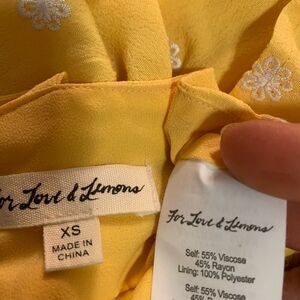 For Love & Lemons
XS
MADE IN
CHINA
For Love & Lemons
Self: 55% Viscose
45% Rayon
Lining: 100% Polyester
Self: 55% Viscose
45%